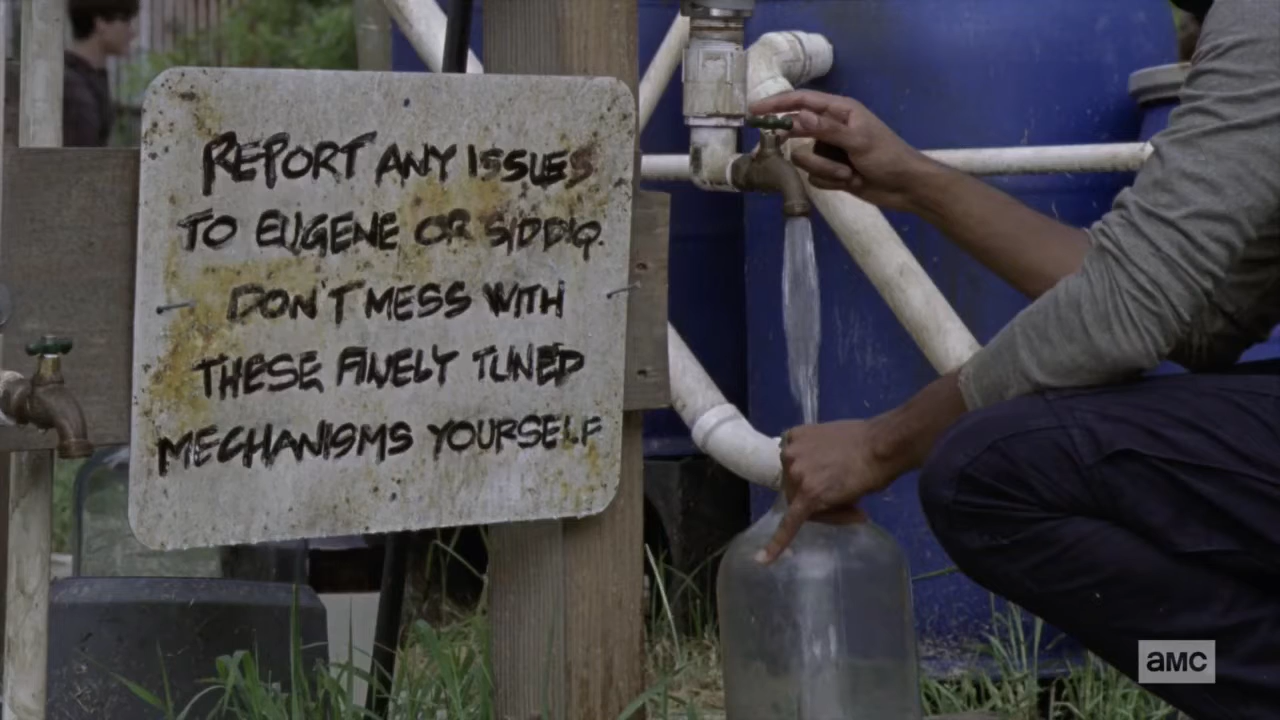 REPORT ANY ISSUES
TO EUGENE OR SIDDIQ.
DON'T MESS WITH
THESE FINELY TUNED
MECHANISMS YOURSELF
amc